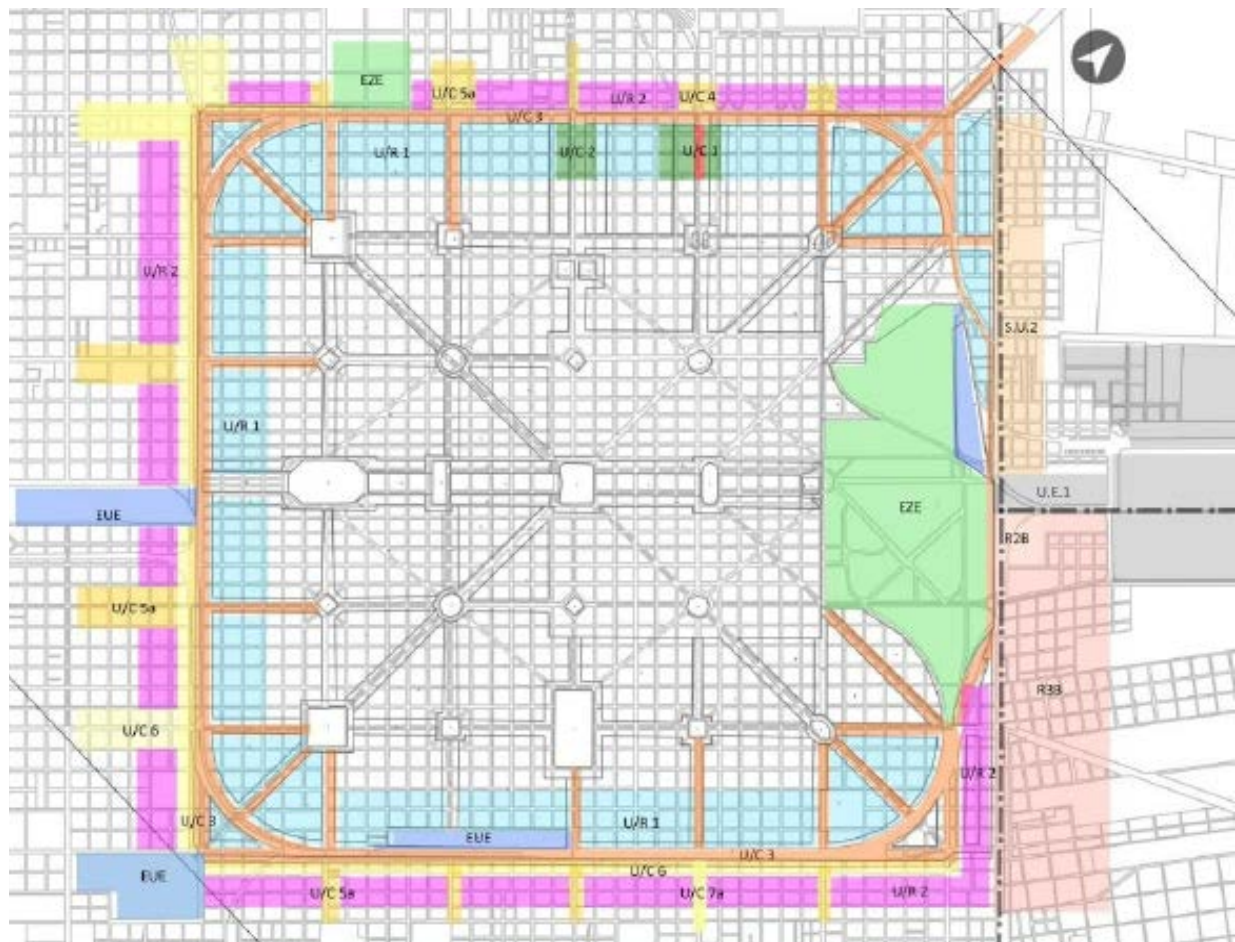 EZE
U/C 5a
U/R 2
U/C 4
U/C 3
U/R 1
U/C 2
U/C 1
U/R 2
S.U.2
U/R 1
U.E.1
EUE
EZE
R2B
U/C 5a
R3B
U/C 6
U/R 2
U/C 3
U/R 1
EUE
U/C 3
EUE
U/C 6
U/C 5a
U/C 7a
U/R 2